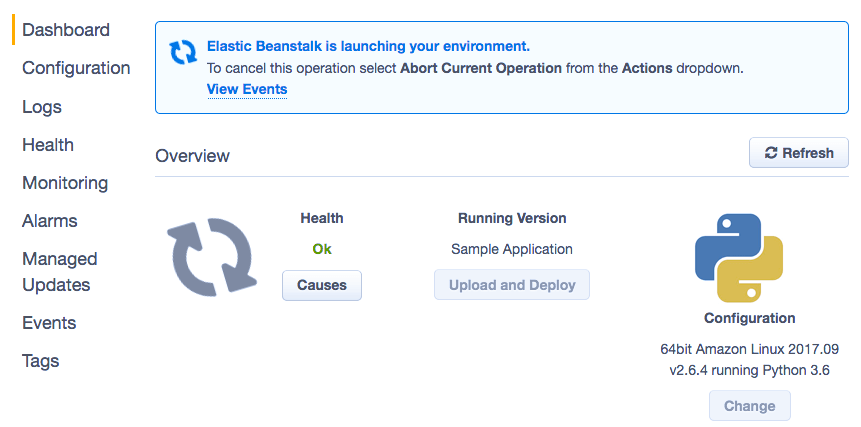 Dashboard
Configuration
Logs
Health
Monitoring
Alarms
Managed
Updates
Events
Tags
Elastic Beanstalk is launching your environment.
To cancel this operation select Abort Current Operation from the Actions dropdown.
View Events
Overview
Refresh
Health
Ok
Causes
Running Version
Sample Application
Upload and Deploy
Configuration
64bit Amazon Linux 2017.09
v2.6.4 running Python 3.6
Change